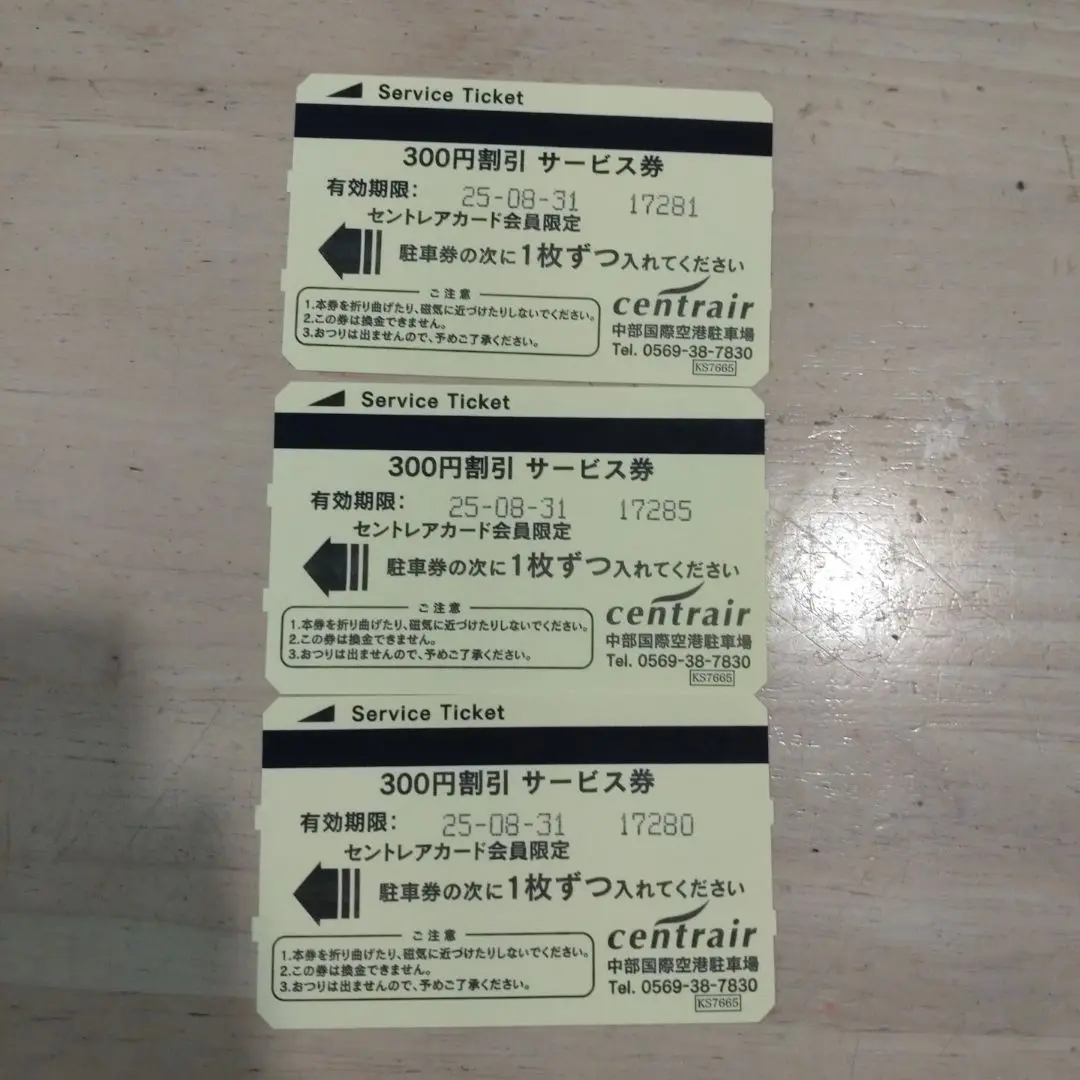 Service Ticket
300円割引 サービス券
有効期限: 25-08-31 17281
セントレアカード会員限定
駐車券の次に1枚ずつ入れてください
ご注意
1.本券を折り曲げたり、磁気に近づけたりしないでください。
2.この券は換金できません。
3.おつりは出ませんので、予めご了承ください。
centrair
中部国際空港駐車場
Tel. 0569-38-7830
KS7665
Service Ticket
300円割引 サービス券
有効期限: 25-08-31 17285
セントレアカード会員限定
駐車券の次に1枚ずつ入れてください
ご注意
1.本券を折り曲げたり、磁気に近づけたりしないでください。
2.この券は換金できません。
3.おつりは出ませんので、予めご了承ください。
centrair
中部国際空港駐車場
Tel. 0569-38-7830
KS7665
Service Ticket
300円割引 サービス券
有効期限: 25-08-31 17280
セントレアカード会員限定
駐車券の次に1枚ずつ入れてください
ご注意
1.本券を折り曲げたり、磁気に近づけたりしないでください。
2.この券は換金できません。
3.おつりは出ませんので、予めご了承ください。
centrair
中部国際空港駐車場
Tel. 0569-38-7830
KS7665